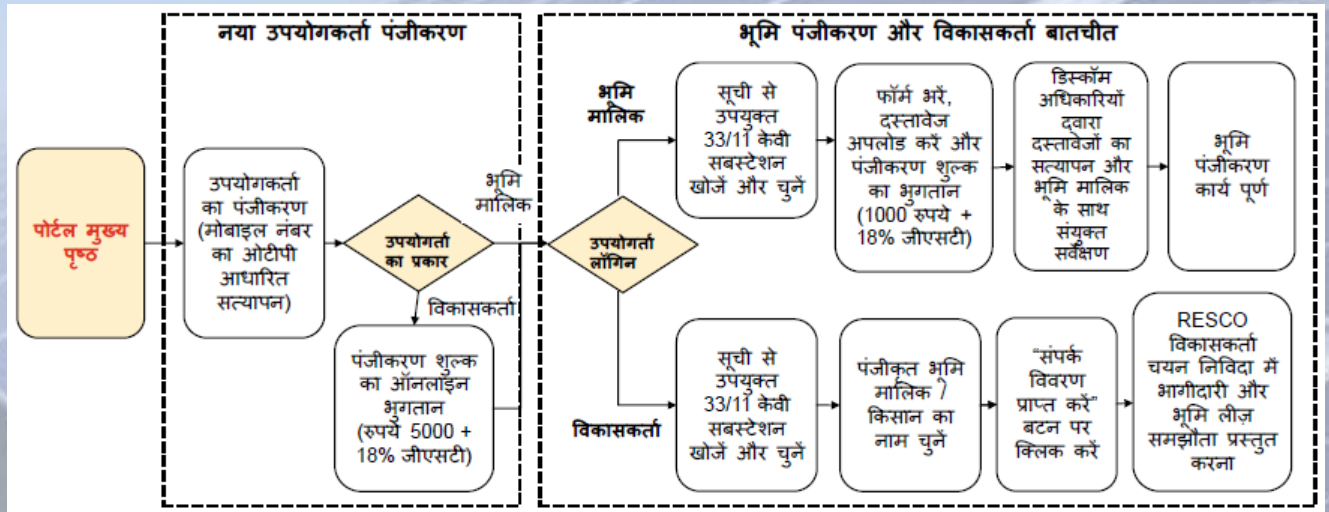 नया उपयोगकर्ता पंजीकरण
पोर्टल मुख्य
पृष्ठ
उपयोगकर्ता
का पंजीकरण
(मोबाइल नंबर
का ओटीपी
आधारित
सत्यापन)
उपयोगर्ता
का प्रकार
भूमि
मालिक
विकासकर्ता
पंजीकरण शुल्क
का ऑनलाइन
भुगतान
(रुपये 5000 +
18% जीएसटी)
भूमि पंजीकरण और विकासकर्ता बातचीत
उपयोगर्ता
लॉगिन
भूमि
मालिक
सूची से
उपयुक्त
33/11 केवी
सबस्टेशन
खोजें और चुनें
फॉर्म भरें,
दस्तावेज
अपलोड करें और
पंजीकरण शुल्क
का भुगतान
(1000 रुपये +
18% जीएसटी)
डिस्कॉम
अधिकारियों
द्वारा
दस्तावेजों का
सत्यापन और
भूमि मालिक
के साथ
संयुक्त
सर्वेक्षण
भूमि
पंजीकरण
कार्य पूर्ण
विकासकर्ता
सूची से
उपयुक्त
33/11 केवी
सबस्टेशन
खोजें और चुनें
पंजीकृत भूमि
मालिक /
किसान का
नाम चुनें
"संपर्क
विवरण
प्राप्त करें"
बटन पर
क्लिक करें
RESCO
विकासकर्ता
चयन निविदा में
भागीदारी और
भूमि लीज़
समझौता प्रस्तुत
करना